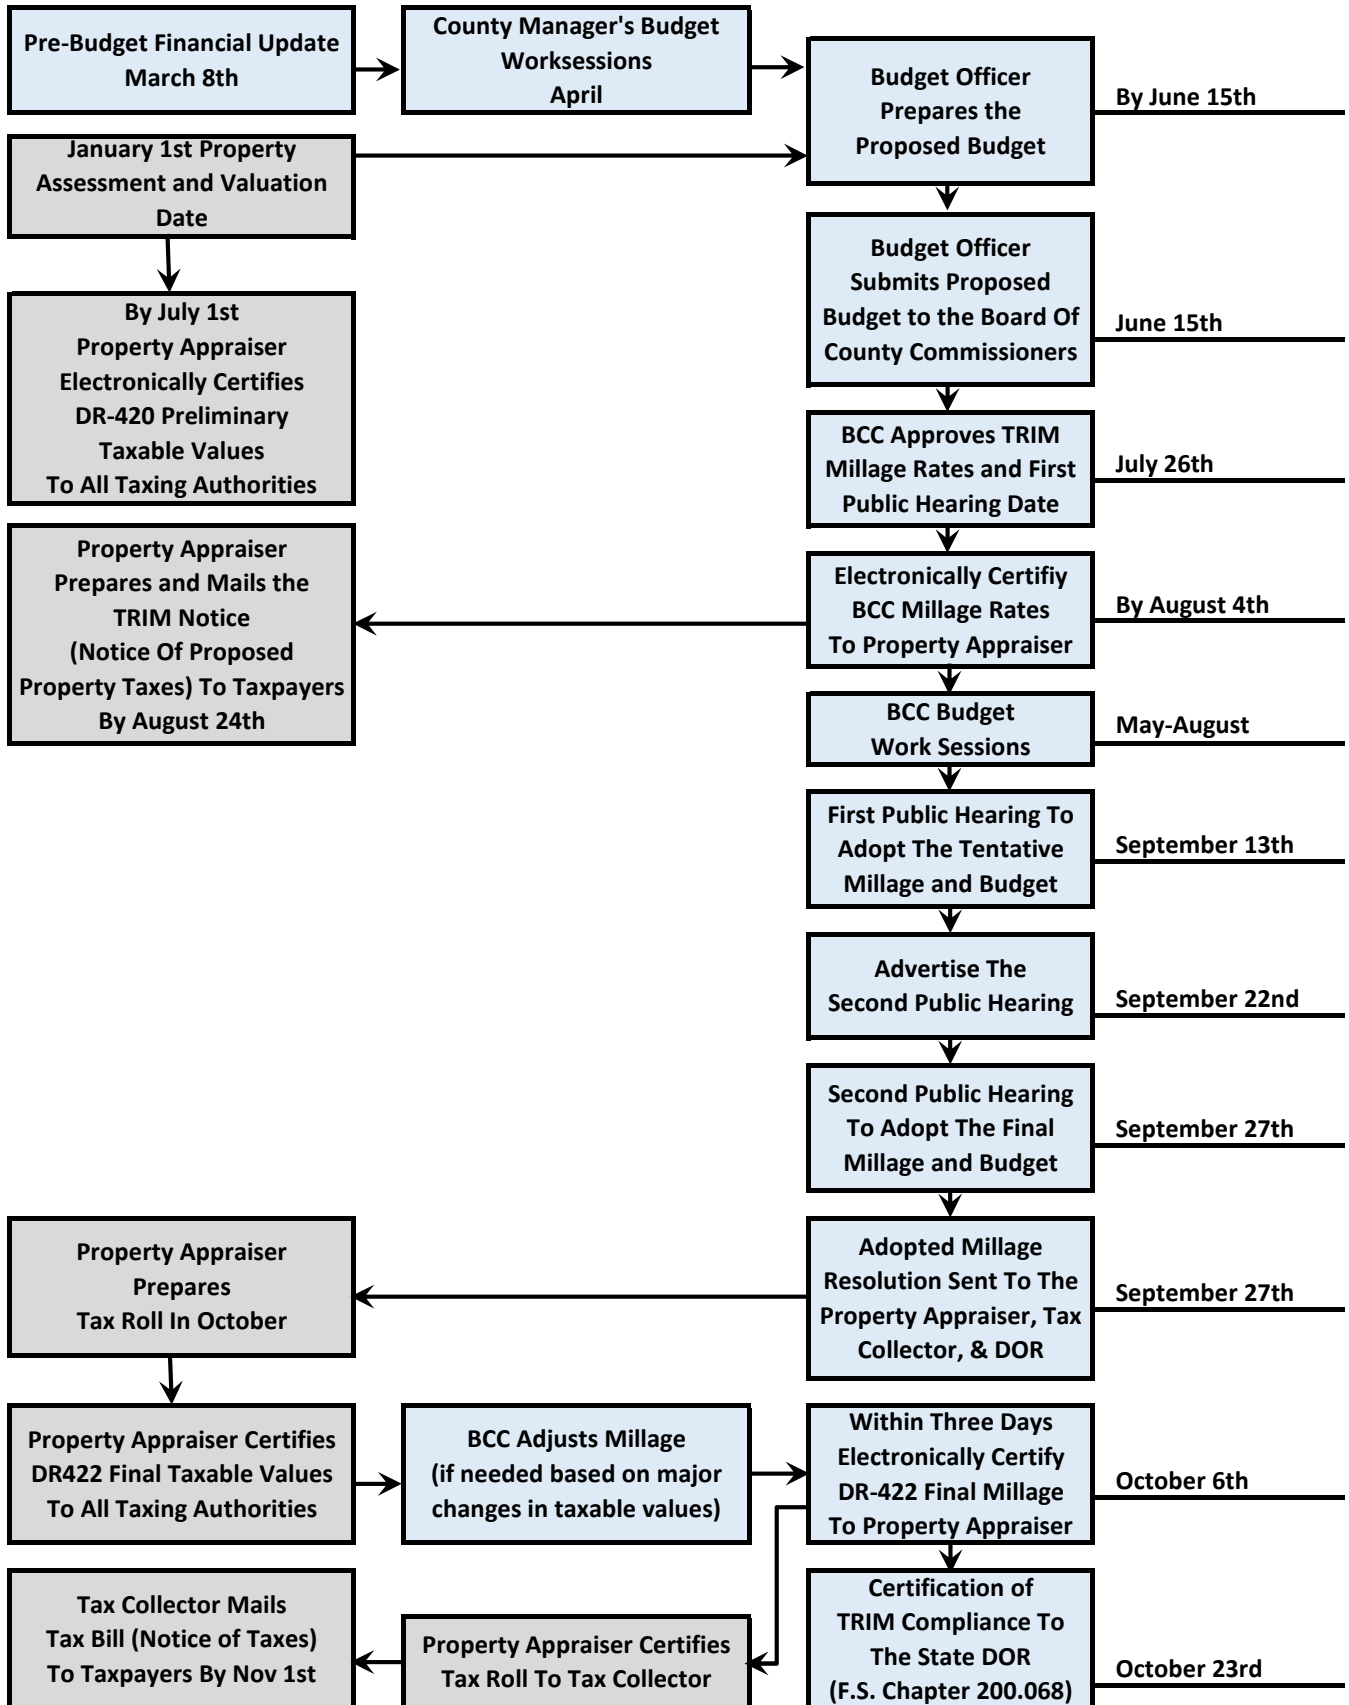 Pre-Budget Financial Update
March 8th
County Manager's Budget
Worksessions
April
Budget Officer
Prepares the
Proposed Budget
By June 15th
January 1st Property
Assessment and Valuation
Date
Budget Officer
Submits Proposed
Budget to the Board Of
County Commissioners
June 15th
By July 1st
Property Appraiser
Electronically Certifies
DR-420 Preliminary
Taxable Values
To All Taxing Authorities
BCC Approves TRIM
Millage Rates and First
Public Hearing Date
July 26th
Property Appraiser
Prepares and Mails the
TRIM Notice
(Notice Of Proposed
Property Taxes) To Taxpayers
By August 24th
Electronically Certifiy
BCC Millage Rates
To Property Appraiser
By August 4th
BCC Budget
Work Sessions
May-August
First Public Hearing To
Adopt The Tentative
Millage and Budget
September 13th
Advertise The
Second Public Hearing
September 22nd
Second Public Hearing
To Adopt The Final
Millage and Budget
September 27th
Property Appraiser
Prepares
Tax Roll In October
Adopted Millage
Resolution Sent To The
Property Appraiser, Tax
Collector, & DOR
September 27th
Property Appraiser Certifies
DR422 Final Taxable Values
To All Taxing Authorities
BCC Adjusts Millage
(if needed based on major
changes in taxable values)
Within Three Days
Electronically Certify
DR-422 Final Millage
To Property Appraiser
October 6th
Tax Collector Mails
Tax Bill (Notice of Taxes)
To Taxpayers By Nov 1st
Property Appraiser Certifies
Tax Roll To Tax Collector
Certification of
TRIM Compliance To
The State DOR
(F.S. Chapter 200.068)
October 23rd